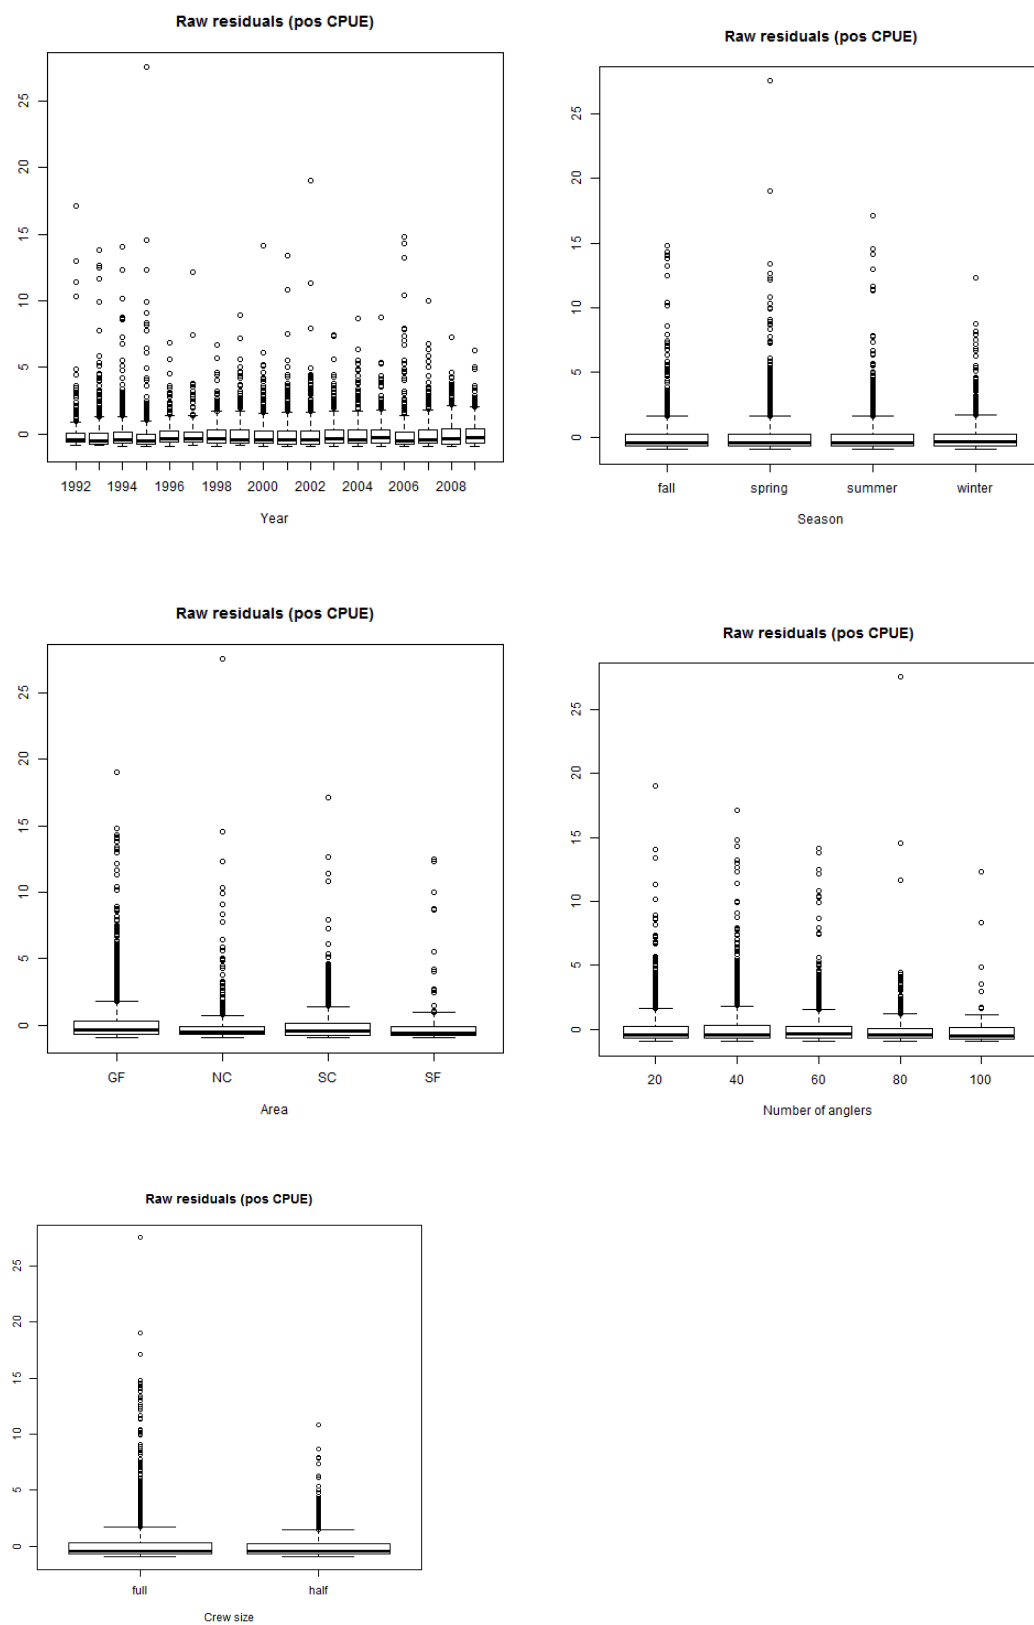 Raw residuals (pos CPUE)
25
20
15
10
5
0
1992 1994 1996 1998 2000 2002 2004 2006 2008
Year
Raw residuals (pos CPUE)
25
20
15
10
5
0
fall spring summer winter
Season
Raw residuals (pos CPUE)
25
20
15
10
5
0
GF NC SC SF
Area
Raw residuals (pos CPUE)
25
20
15
10
5
0
20 40 60 80 100
Number of anglers
Raw residuals (pos CPUE)
25
20
15
10
5
0
full half
Crew size